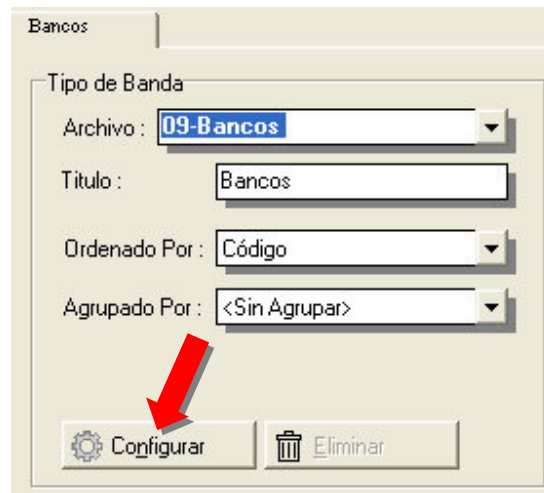 Bancos
Tipo de Banda
Archivo : 09-Bancos
Titulo : Bancos
Ordenado Por : Código
Agrupado Por : <Sin Agrupar>
Configurar Eliminar